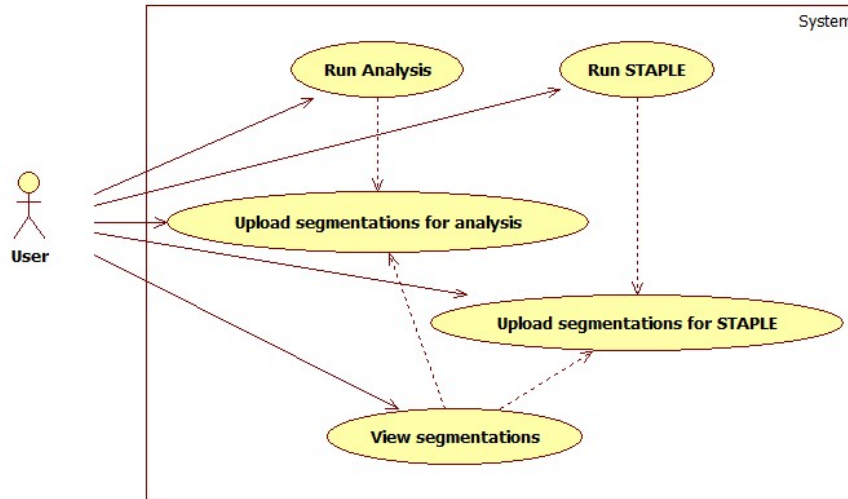 System
Run Analysis
Run STAPLE
Upload segmentations for analysis
User
Upload segmentations for STAPLE
View segmentations